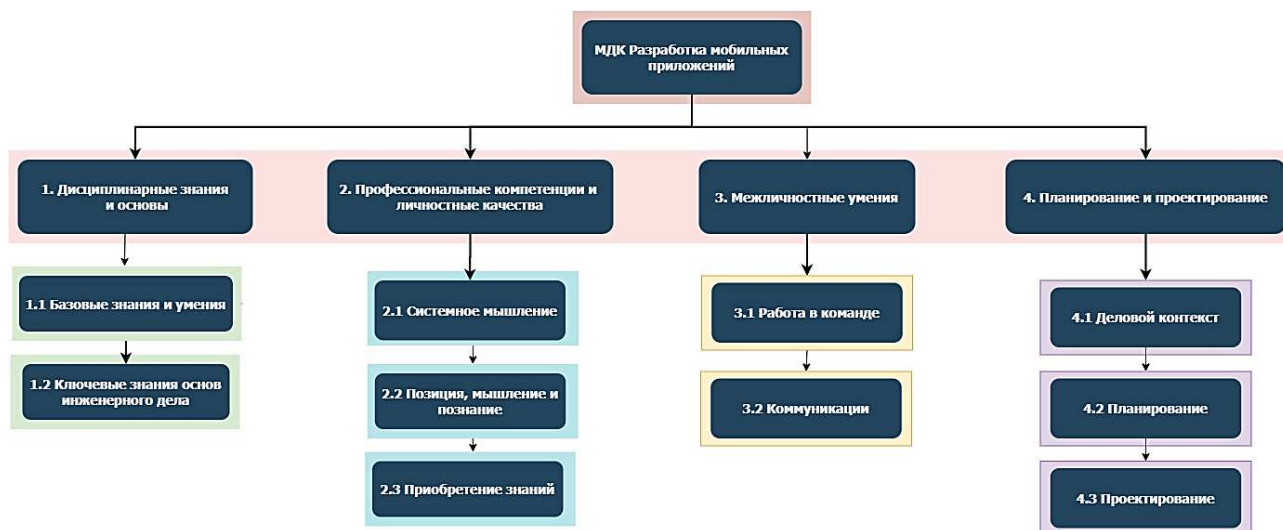 МДК Разработка мобильных
приложений
1. Дисциплинарные знания
и основы
2. Профессиональные компетенции и
личностные качества
3. Межличностные умения
4. Планирование и проектирование
1.1 Базовые знания и умения
1.2 Ключевые знания основ
инженерного дела
2.1 Системное мышление
2.2 Позиция, мышление и
познание
2.3 Приобретение знаний
3.1 Работа в команде
3.2 Коммуникации
4.1 Деловой контекст
4.2 Планирование
4.3 Проектирование